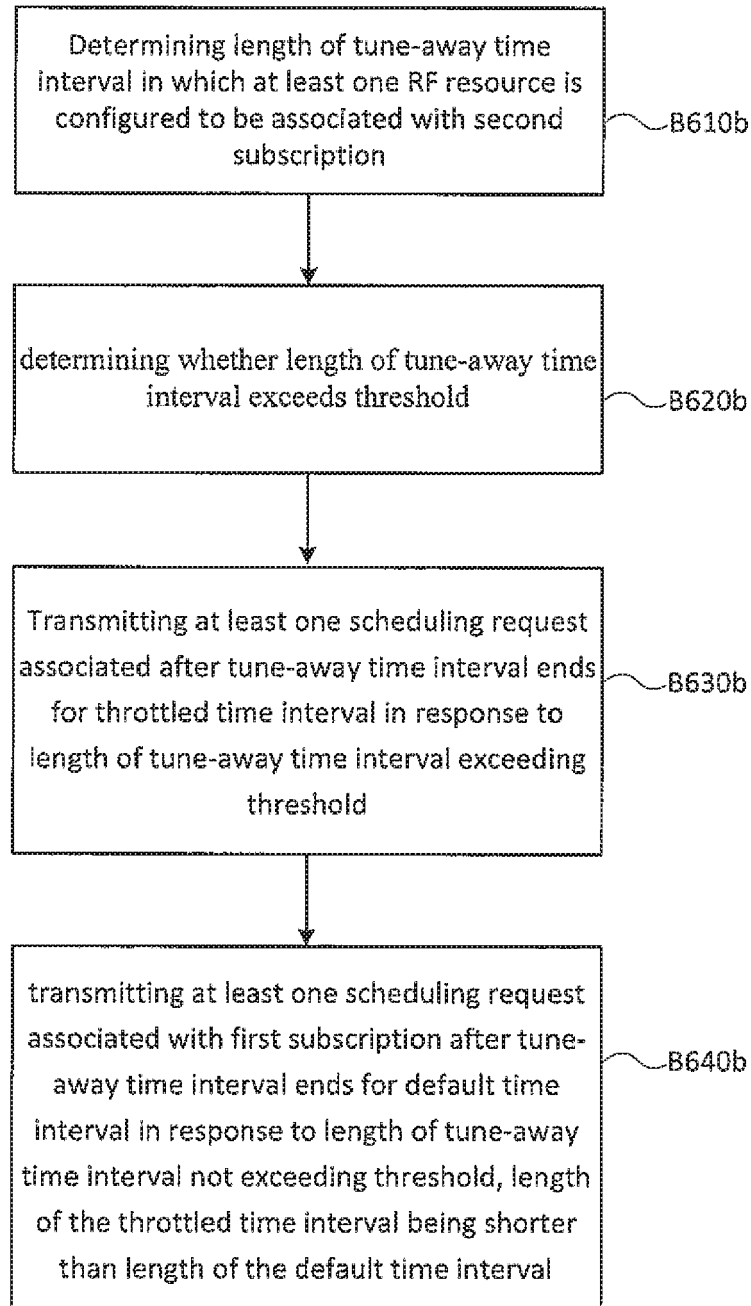 Determining length of tune-away time
interval in which at least one RF resource is
configured to be associated with second
subscription
B610b
determining whether length of tune-away time
interval exceeds threshold
B620b
Transmitting at least one scheduling request
associated after tune-away time interval ends
for throttled time interval in response to
length of tune-away time interval exceeding
threshold
B630b
transmitting at least one scheduling request
associated with first subscription after tune-
away time interval ends for default time
interval in response to length of tune-away
time interval not exceeding threshold, length
of the throttled time interval being shorter
than length of the default time interval
B640b